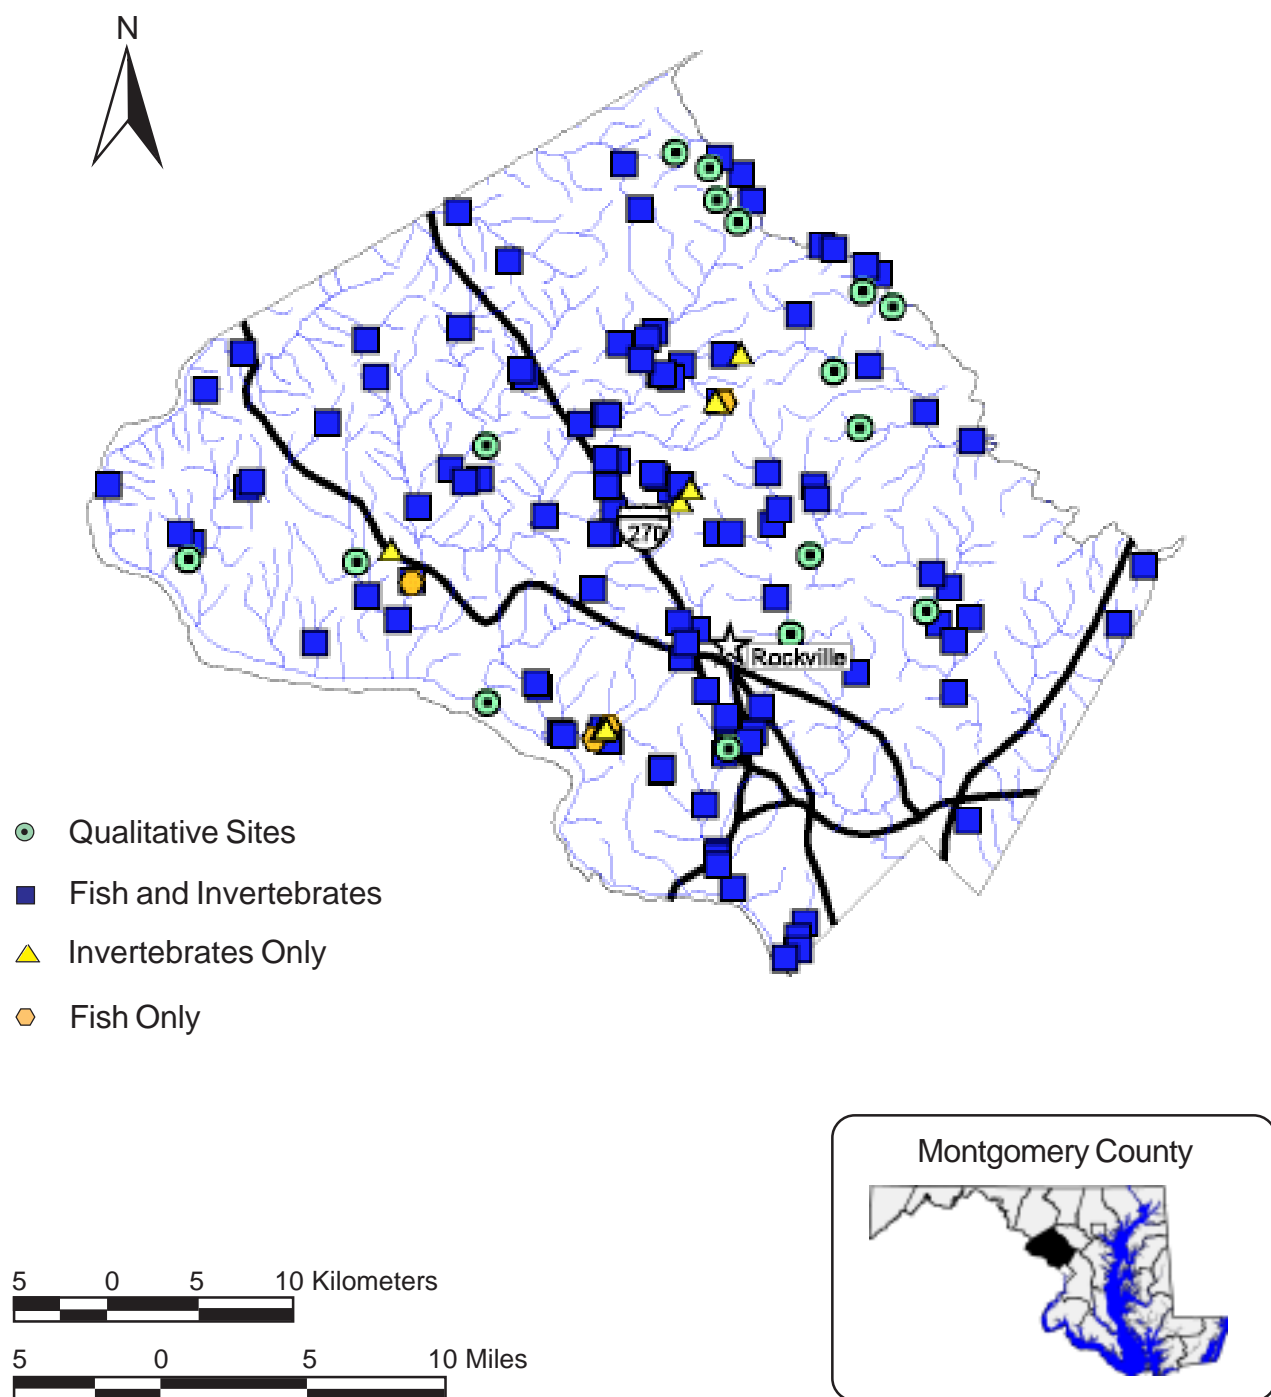 N
270
Rockville
Qualitative Sites
Fish and Invertebrates
Invertebrates Only
Fish Only
Montgomery County
5 0 5 10 Kilometers
5 0 5 10 Miles